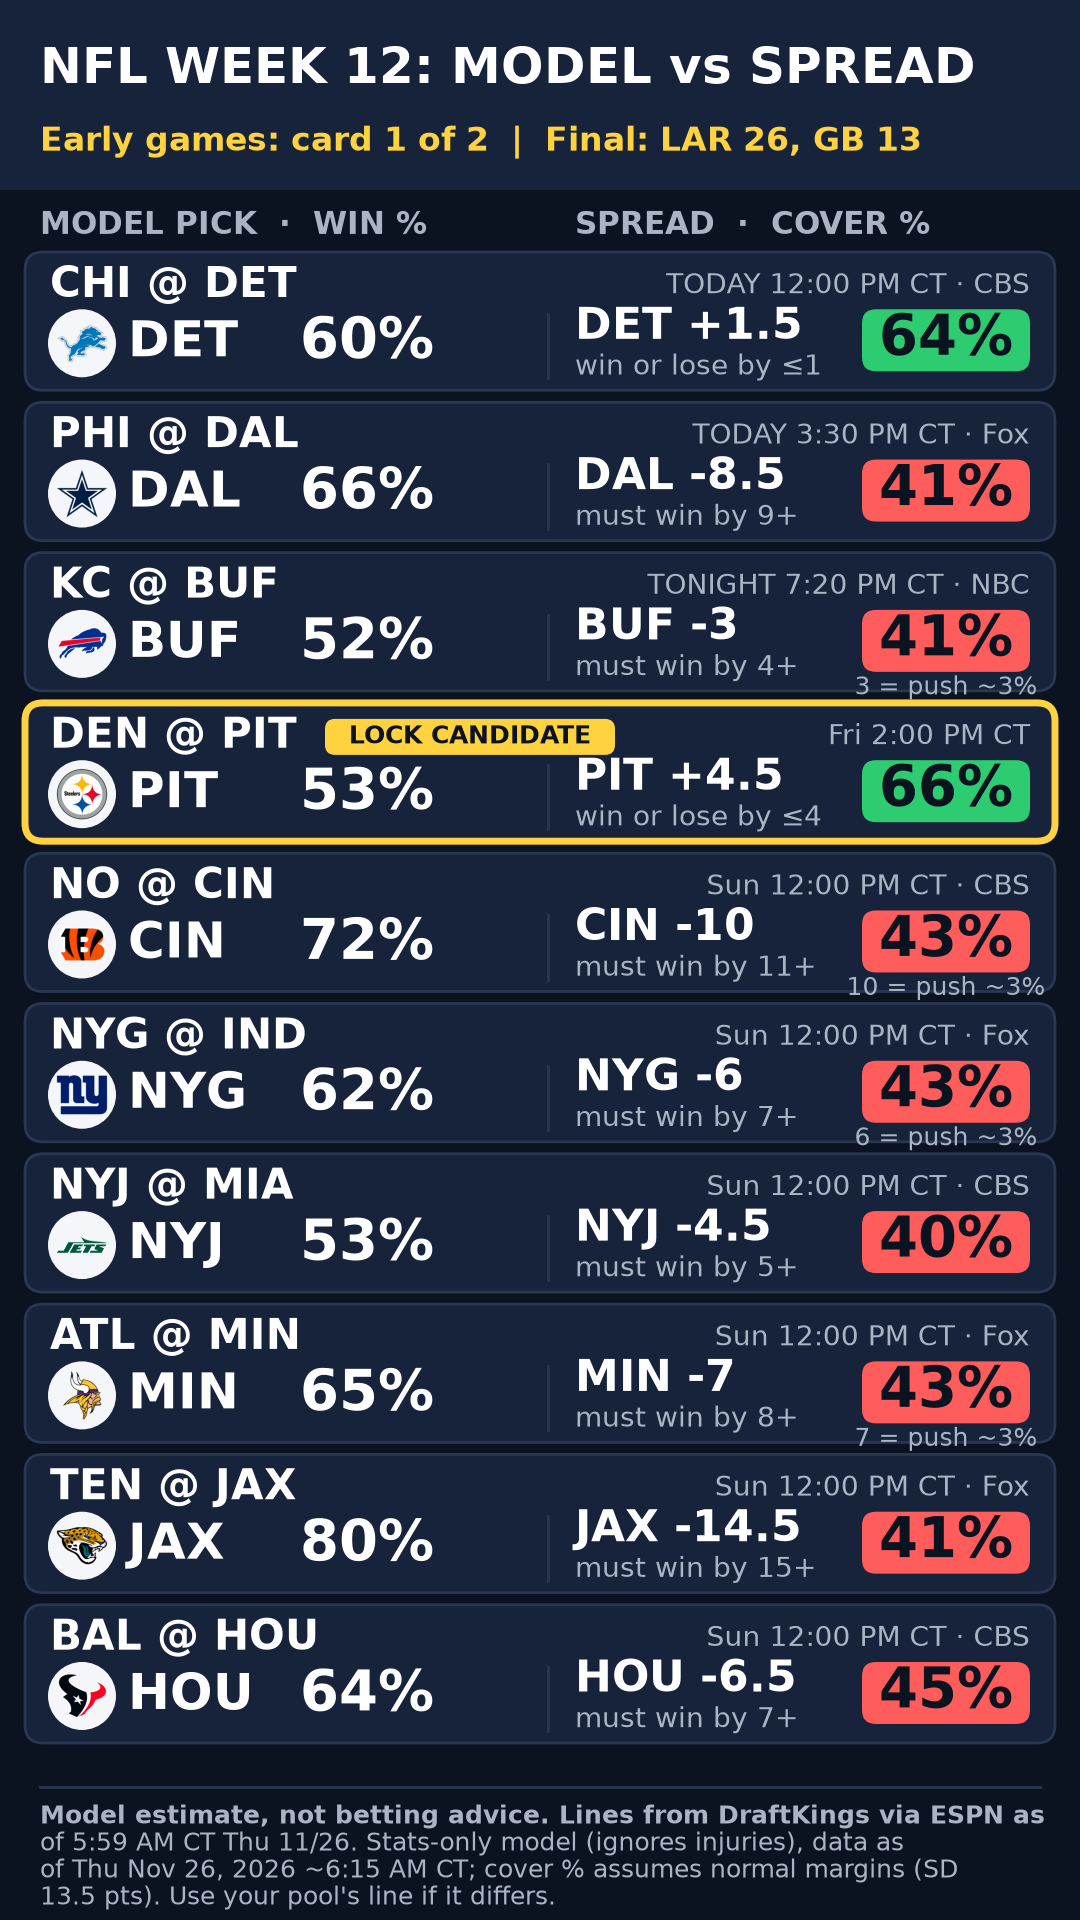 NFL WEEK 12: MODEL vs SPREAD
Early games: card 1 of 2 | Final: LAR 26, GB 13
MODEL PICK · WIN % SPREAD · COVER %
CHI @ DET TODAY 12:00 PM CT · CBS
DET 60% DET +1.5 64%
win or lose by ≤1
PHI @ DAL TODAY 3:30 PM CT · Fox
DAL 66% DAL -8.5 41%
must win by 9+
KC @ BUF TONIGHT 7:20 PM CT · NBC
BUF 52% BUF -3 41%
must win by 4+
3 = push ~3%
DEN @ PIT LOCK CANDIDATE Fri 2:00 PM CT
Steelers PIT 53% PIT +4.5 66%
win or lose by ≤4
NO @ CIN Sun 12:00 PM CT · CBS
B CIN 72% CIN -10 43%
must win by 11+
10 = push ~3%
NYG @ IND Sun 12:00 PM CT · Fox
ny NYG 62% NYG -6 43%
must win by 7+
6 = push ~3%
NYJ @ MIA Sun 12:00 PM CT · CBS
JETS NYJ 53% NYJ -4.5 40%
must win by 5+
ATL @ MIN Sun 12:00 PM CT · Fox
MIN 65% MIN -7 43%
must win by 8+
7 = push ~3%
TEN @ JAX Sun 12:00 PM CT · Fox
JAX 80% JAX -14.5 41%
must win by 15+
BAL @ HOU Sun 12:00 PM CT · CBS
HOU 64% HOU -6.5 45%
must win by 7+
Model estimate, not betting advice. Lines from DraftKings via ESPN as
of 5:59 AM CT Thu 11/26. Stats-only model (ignores injuries), data as
of Thu Nov 26, 2026 ~6:15 AM CT; cover % assumes normal margins (SD
13.5 pts). Use your pool's line if it differs.